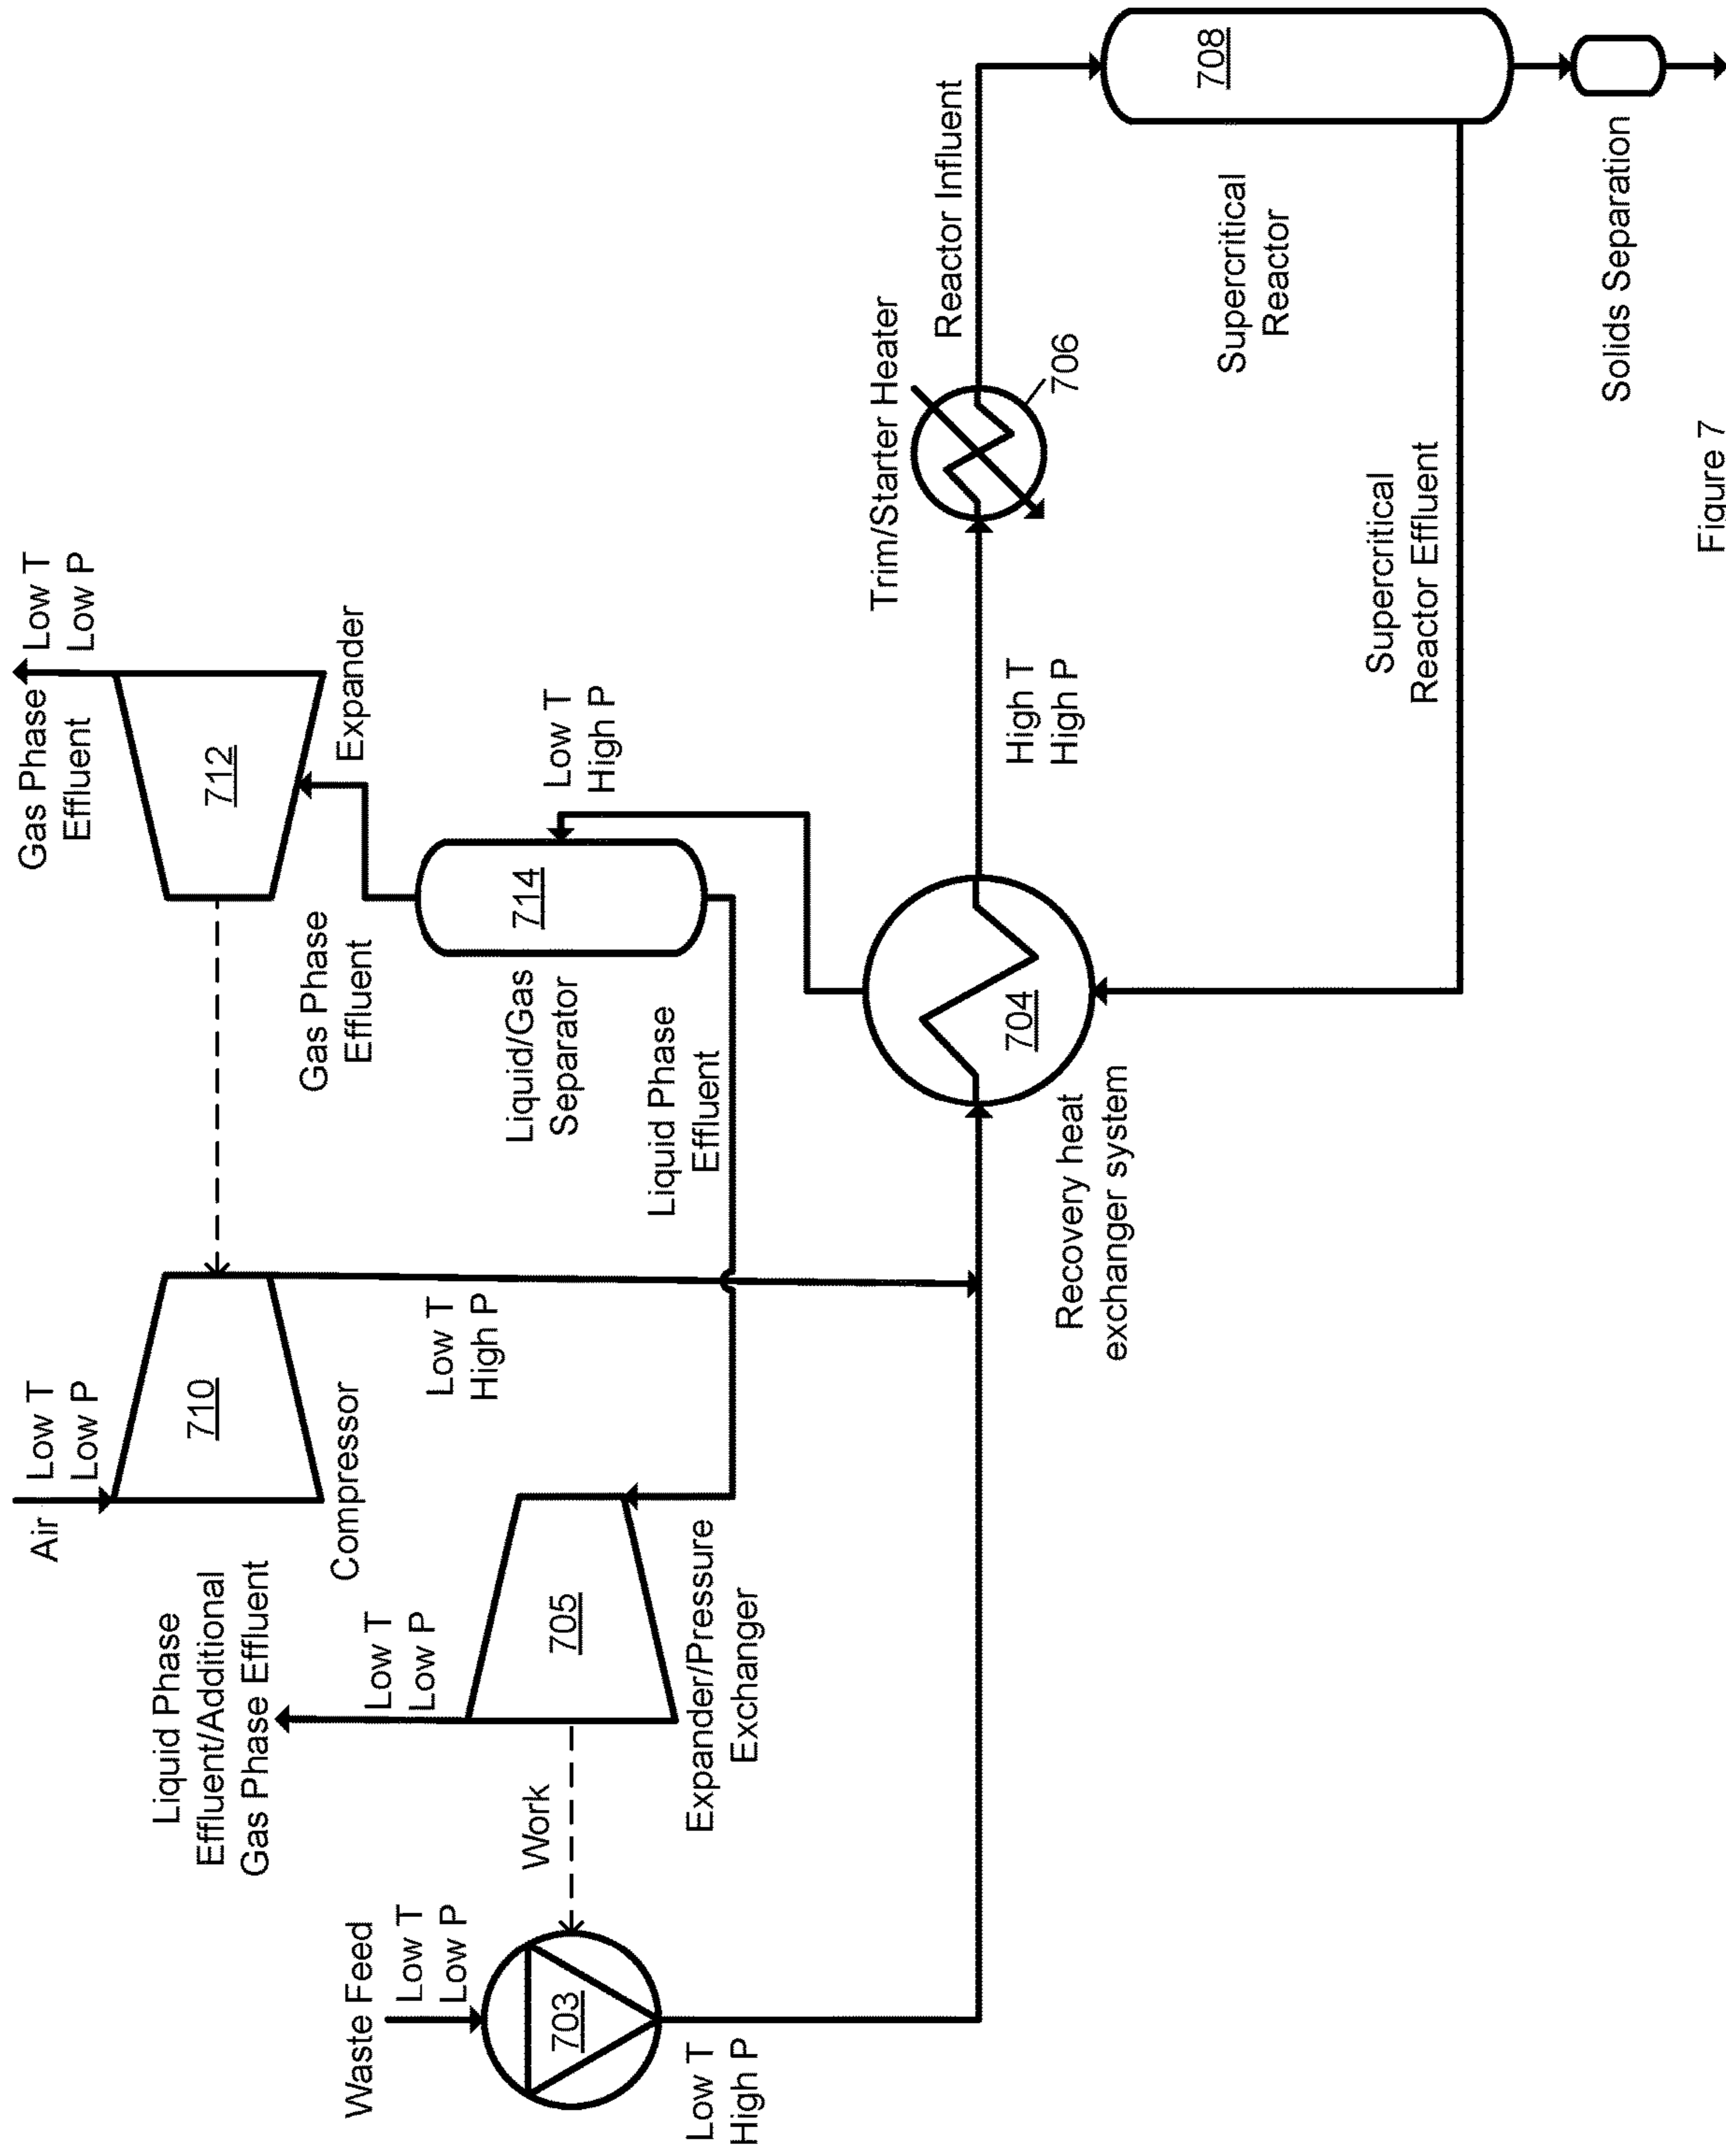 Waste Feed
Low T
Low P
703
Low T
High P
Work
Liquid Phase
Effluent/Additional
Gas Phase Effluent
Low T
Low P
705
Expander/Pressure
Exchanger
Air
Low T
Low P
710
Compressor
Low T
High P
Gas Phase
Effluent
Low T
Low P
712
Expander
Gas Phase
Effluent
714
Liquid/Gas
Separator
Liquid Phase
Effluent
Low T
High P
704
Recovery heat
exchanger system
High T
High P
Trim/Starter Heater
706
Reactor Influent
708
Supercritical
Reactor
Supercritical
Reactor Effluent
Solids Separation
Figure 7